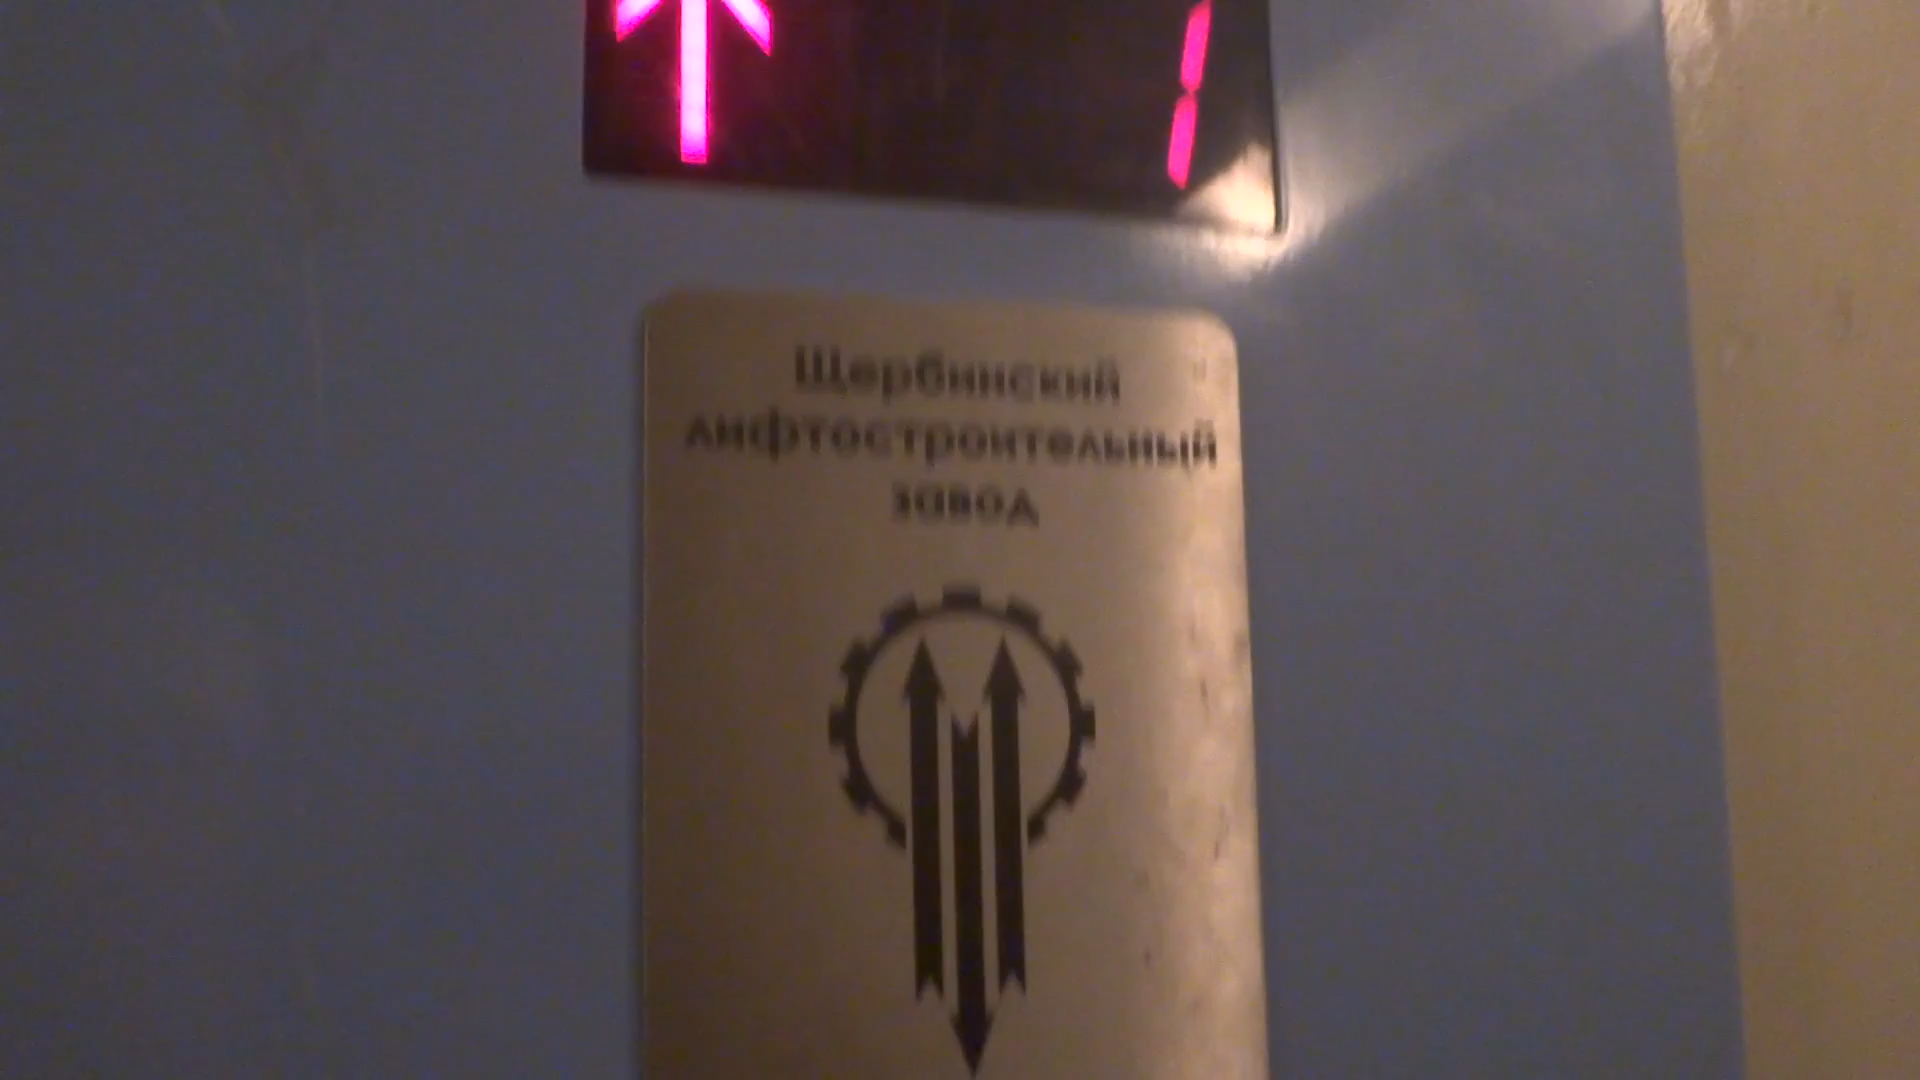 1
Щербинский
лифтостроительный
завод